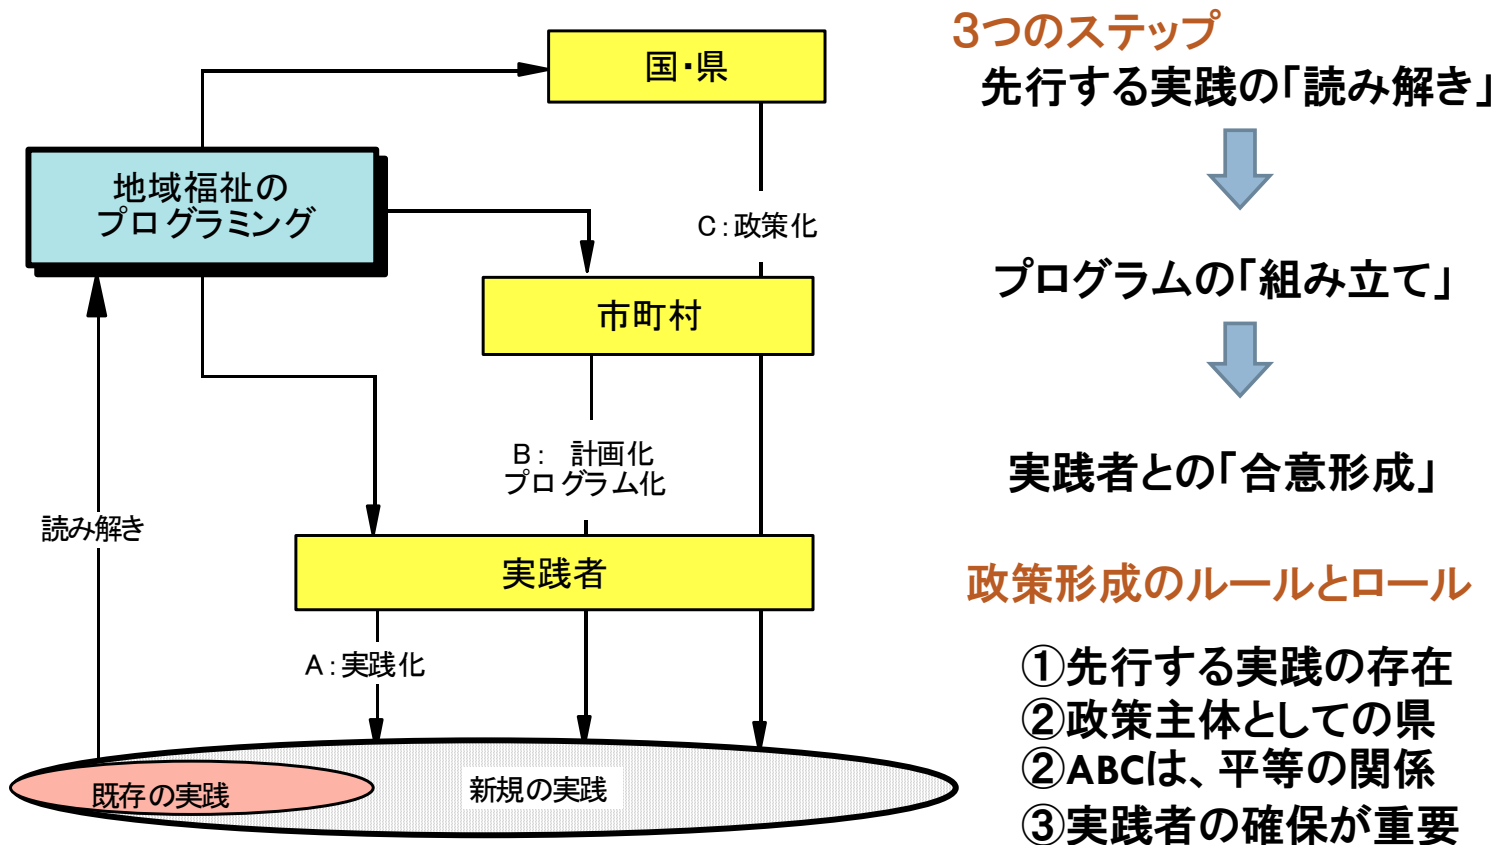 国・県
地域福祉の
プログラミング
C:政策化
市町村
B: 計画化
プログラム化
読み解き
実践者
A:実践化
既存の実践
新規の実践
3つのステップ
先行する実践の「読み解き」
プログラムの「組み立て」
実践者との「合意形成」
政策形成のルールとロール
①先行する実践の存在
②政策主体としての県
②ABCは、平等の関係
③実践者の確保が重要